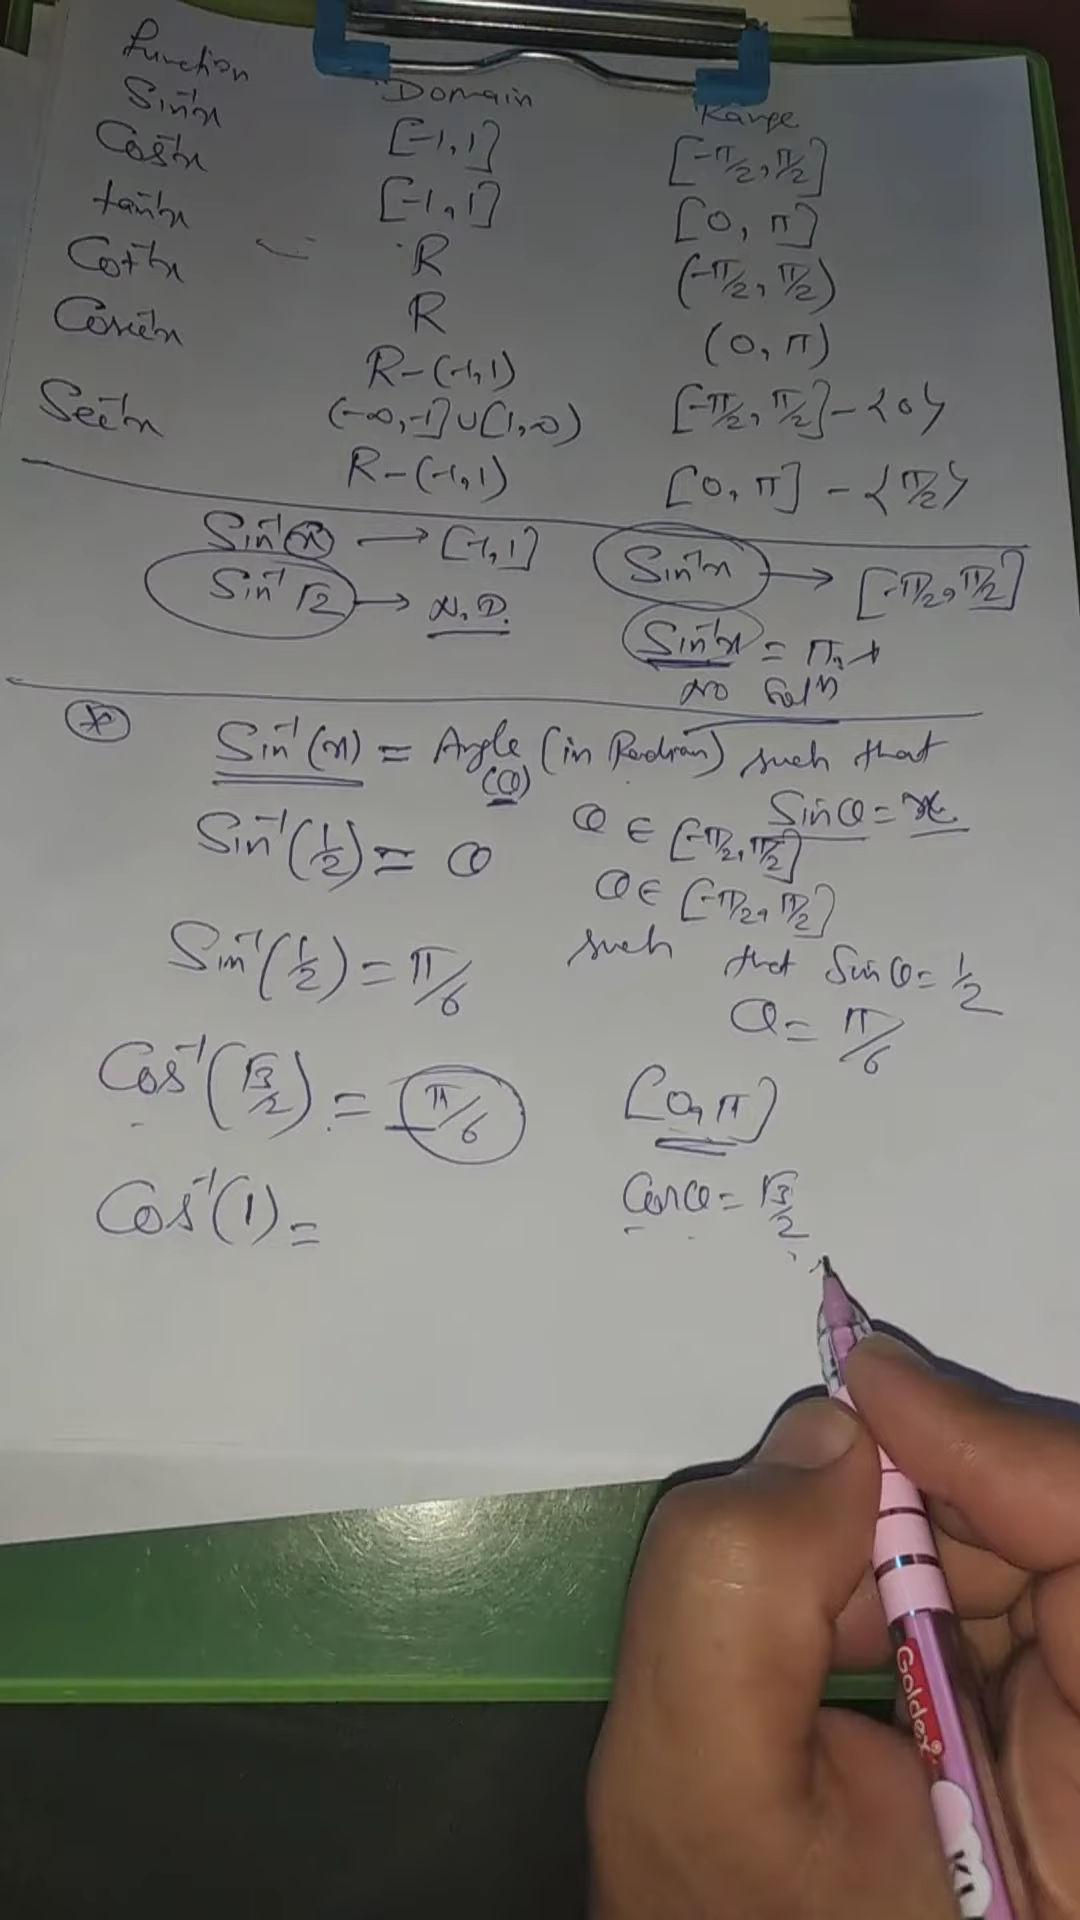 Function Domain Range
Sin⁻¹x [-1,1] [-π/2, π/2]
Cos⁻¹x [-1,1] [0, π]
tan⁻¹x R (-π/2, π/2)
Cot⁻¹x R (0, π)
Cosec⁻¹x R-(-1,1) [-π/2, π/2]-{0}
(-∞,-1]∪[1,∞)
Sec⁻¹x R-(-1,1) [0, π]-{π/2}
Sin⁻¹(x) → [-1,1] Sin⁻¹x → [-π/2, π/2]
Sin⁻¹√2 → N.D. Sin⁻¹x = π
No Solⁿ
Sin⁻¹(x) = Angle (in Radian) such that
(θ) Sinθ = x
θ ∈ [-π/2, π/2]
Sin⁻¹(1/2) = θ θ ∈ [-π/2, π/2]
such that Sinθ = 1/2
Sin⁻¹(1/2) = π/6 θ = π/6
Cos⁻¹(√3/2) = π/6 [0, π]
Cos⁻¹(1) = Cosθ = √3/2
Goldex
KL